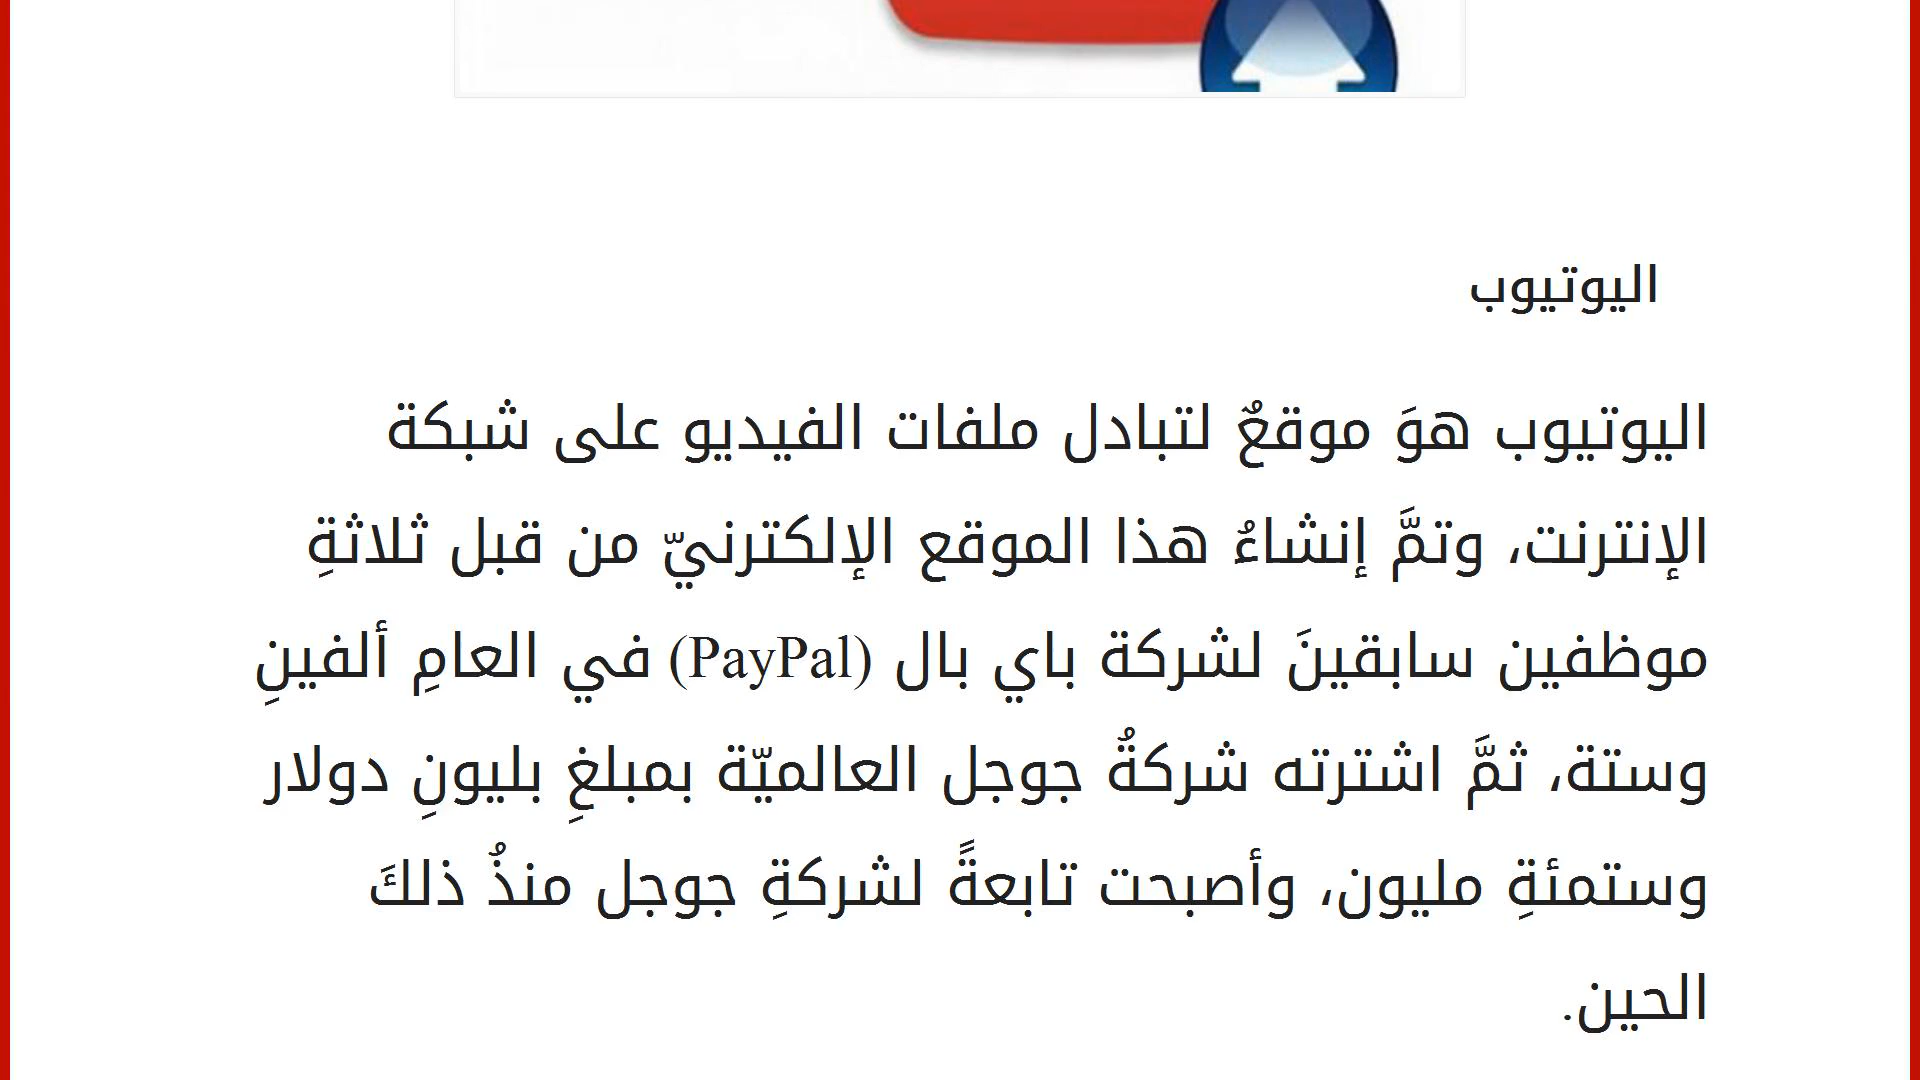 اليوتيوب
اليوتيوب هوَ موقعٌ لتبادل ملفات الفيديو على شبكة
الإنترنت، وتمَّ إنشاءُ هذا الموقع الإلكترنيّ من قبل ثلاثةِ
موظفين سابقينَ لشركة باي بال (PayPal) في العامِ ألفينِ
وستة، ثمَّ اشترته شركةُ جوجل العالميّة بمبلغِ بليونِ دولار
وستمئةِ مليون، وأصبحت تابعةً لشركةِ جوجل منذُ ذلكَ
الحين.